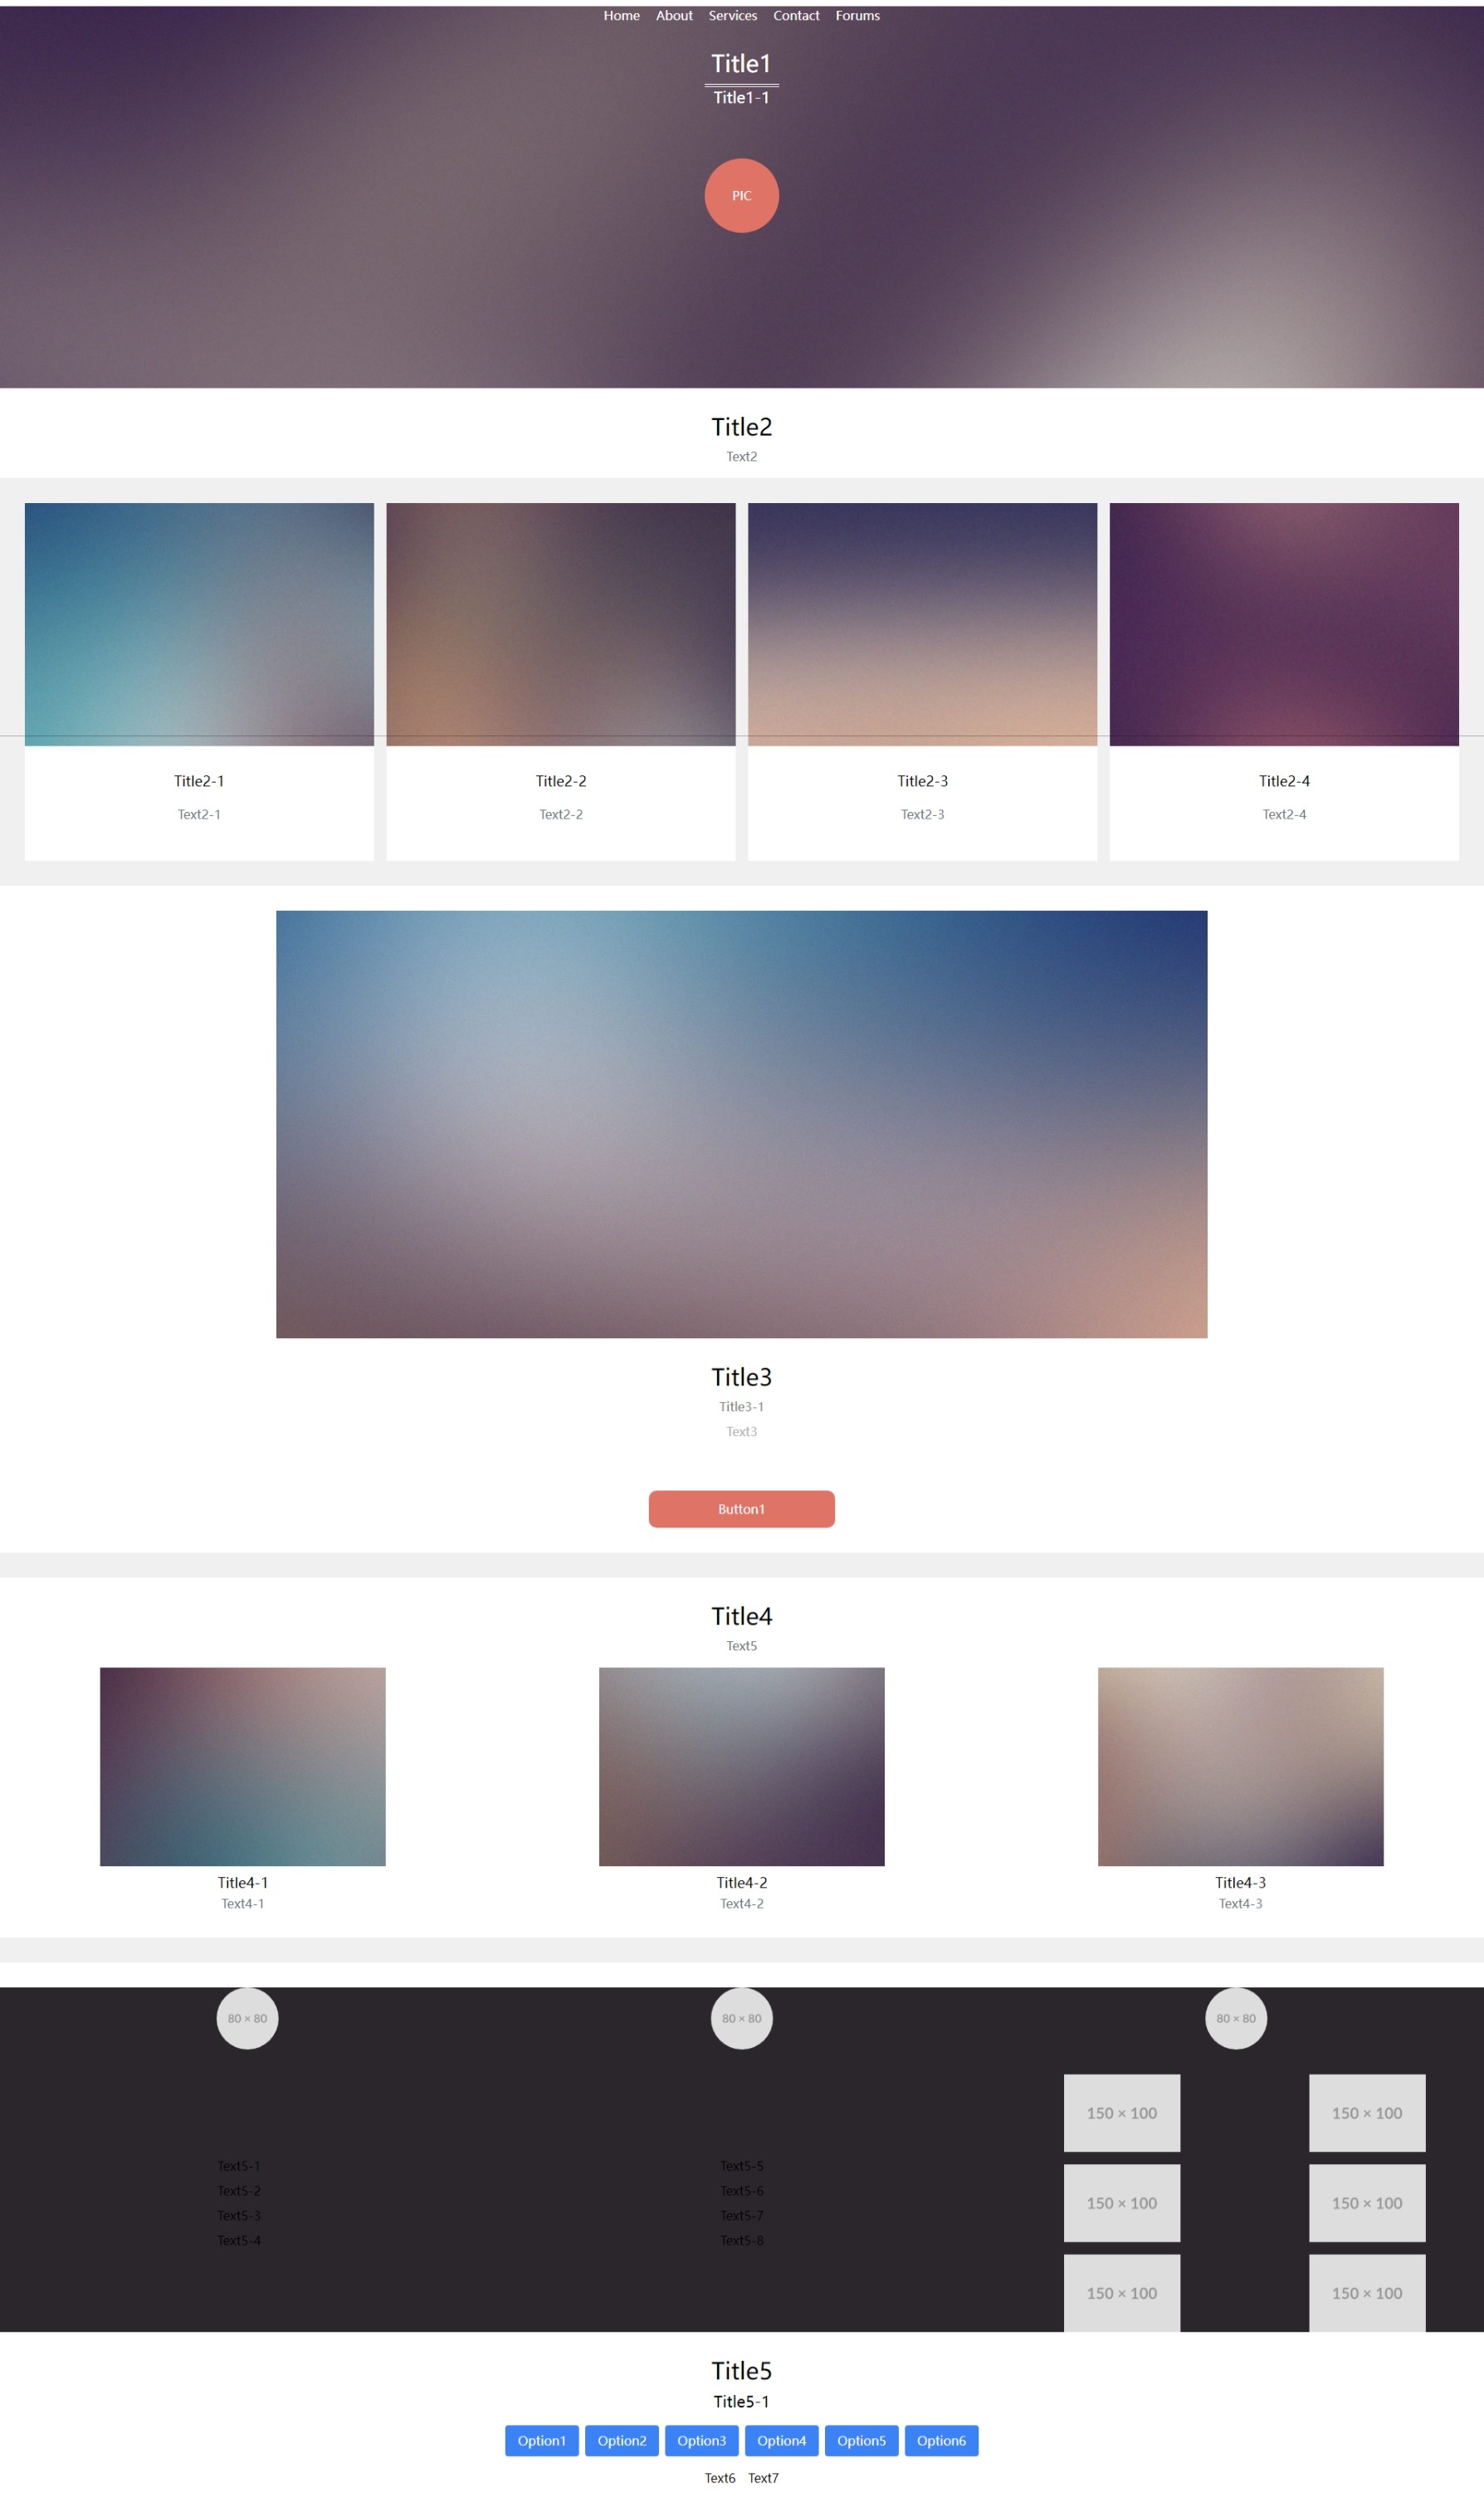 Home About Services Contact Forums
Title1
Title1-1
PIC
Title2
Text2
Title2-1 Title2-2 Title2-3 Title2-4
Text2-1 Text2-2 Text2-3 Text2-4
Title3
Title3-1
Text3
Button1
Title4
Text5
Title4-1 Title4-2 Title4-3
Text4-1 Text4-2 Text4-3
80 × 80 80 × 80 80 × 80
150 × 100 150 × 100
Text5-1 Text5-5
Text5-2 Text5-6
150 × 100 150 × 100
Text5-3 Text5-7
Text5-4 Text5-8
150 × 100 150 × 100
Title5
Title5-1
Option1 Option2 Option3 Option4 Option5 Option6
Text6 Text7